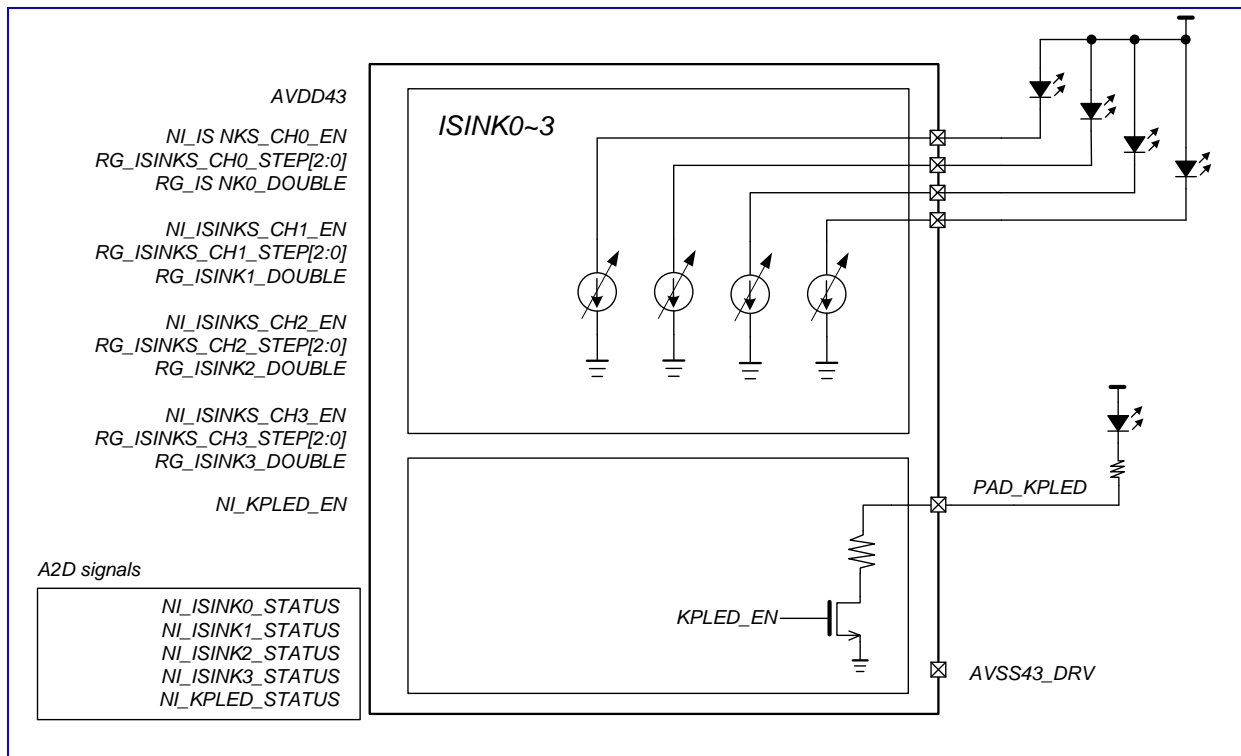 AVDD43
ISINK0~3
NI_IS NKS_CH0_EN
RG_ISINKS_CH0_STEP[2:0]
RG_IS NK0_DOUBLE
NI_ISINKS_CH1_EN
RG_ISINKS_CH1_STEP[2:0]
RG_ISINK1_DOUBLE
NI_ISINKS_CH2_EN
RG_ISINKS_CH2_STEP[2:0]
RG_ISINK2_DOUBLE
NI_ISINKS_CH3_EN
RG_ISINKS_CH3_STEP[2:0]
RG_ISINK3_DOUBLE
NI_KPLED_EN
PAD_KPLED
A2D signals
NI_ISINK0_STATUS
NI_ISINK1_STATUS
NI_ISINK2_STATUS
NI_ISINK3_STATUS
NI_KPLED_STATUS
KPLED_EN
AVSS43_DRV